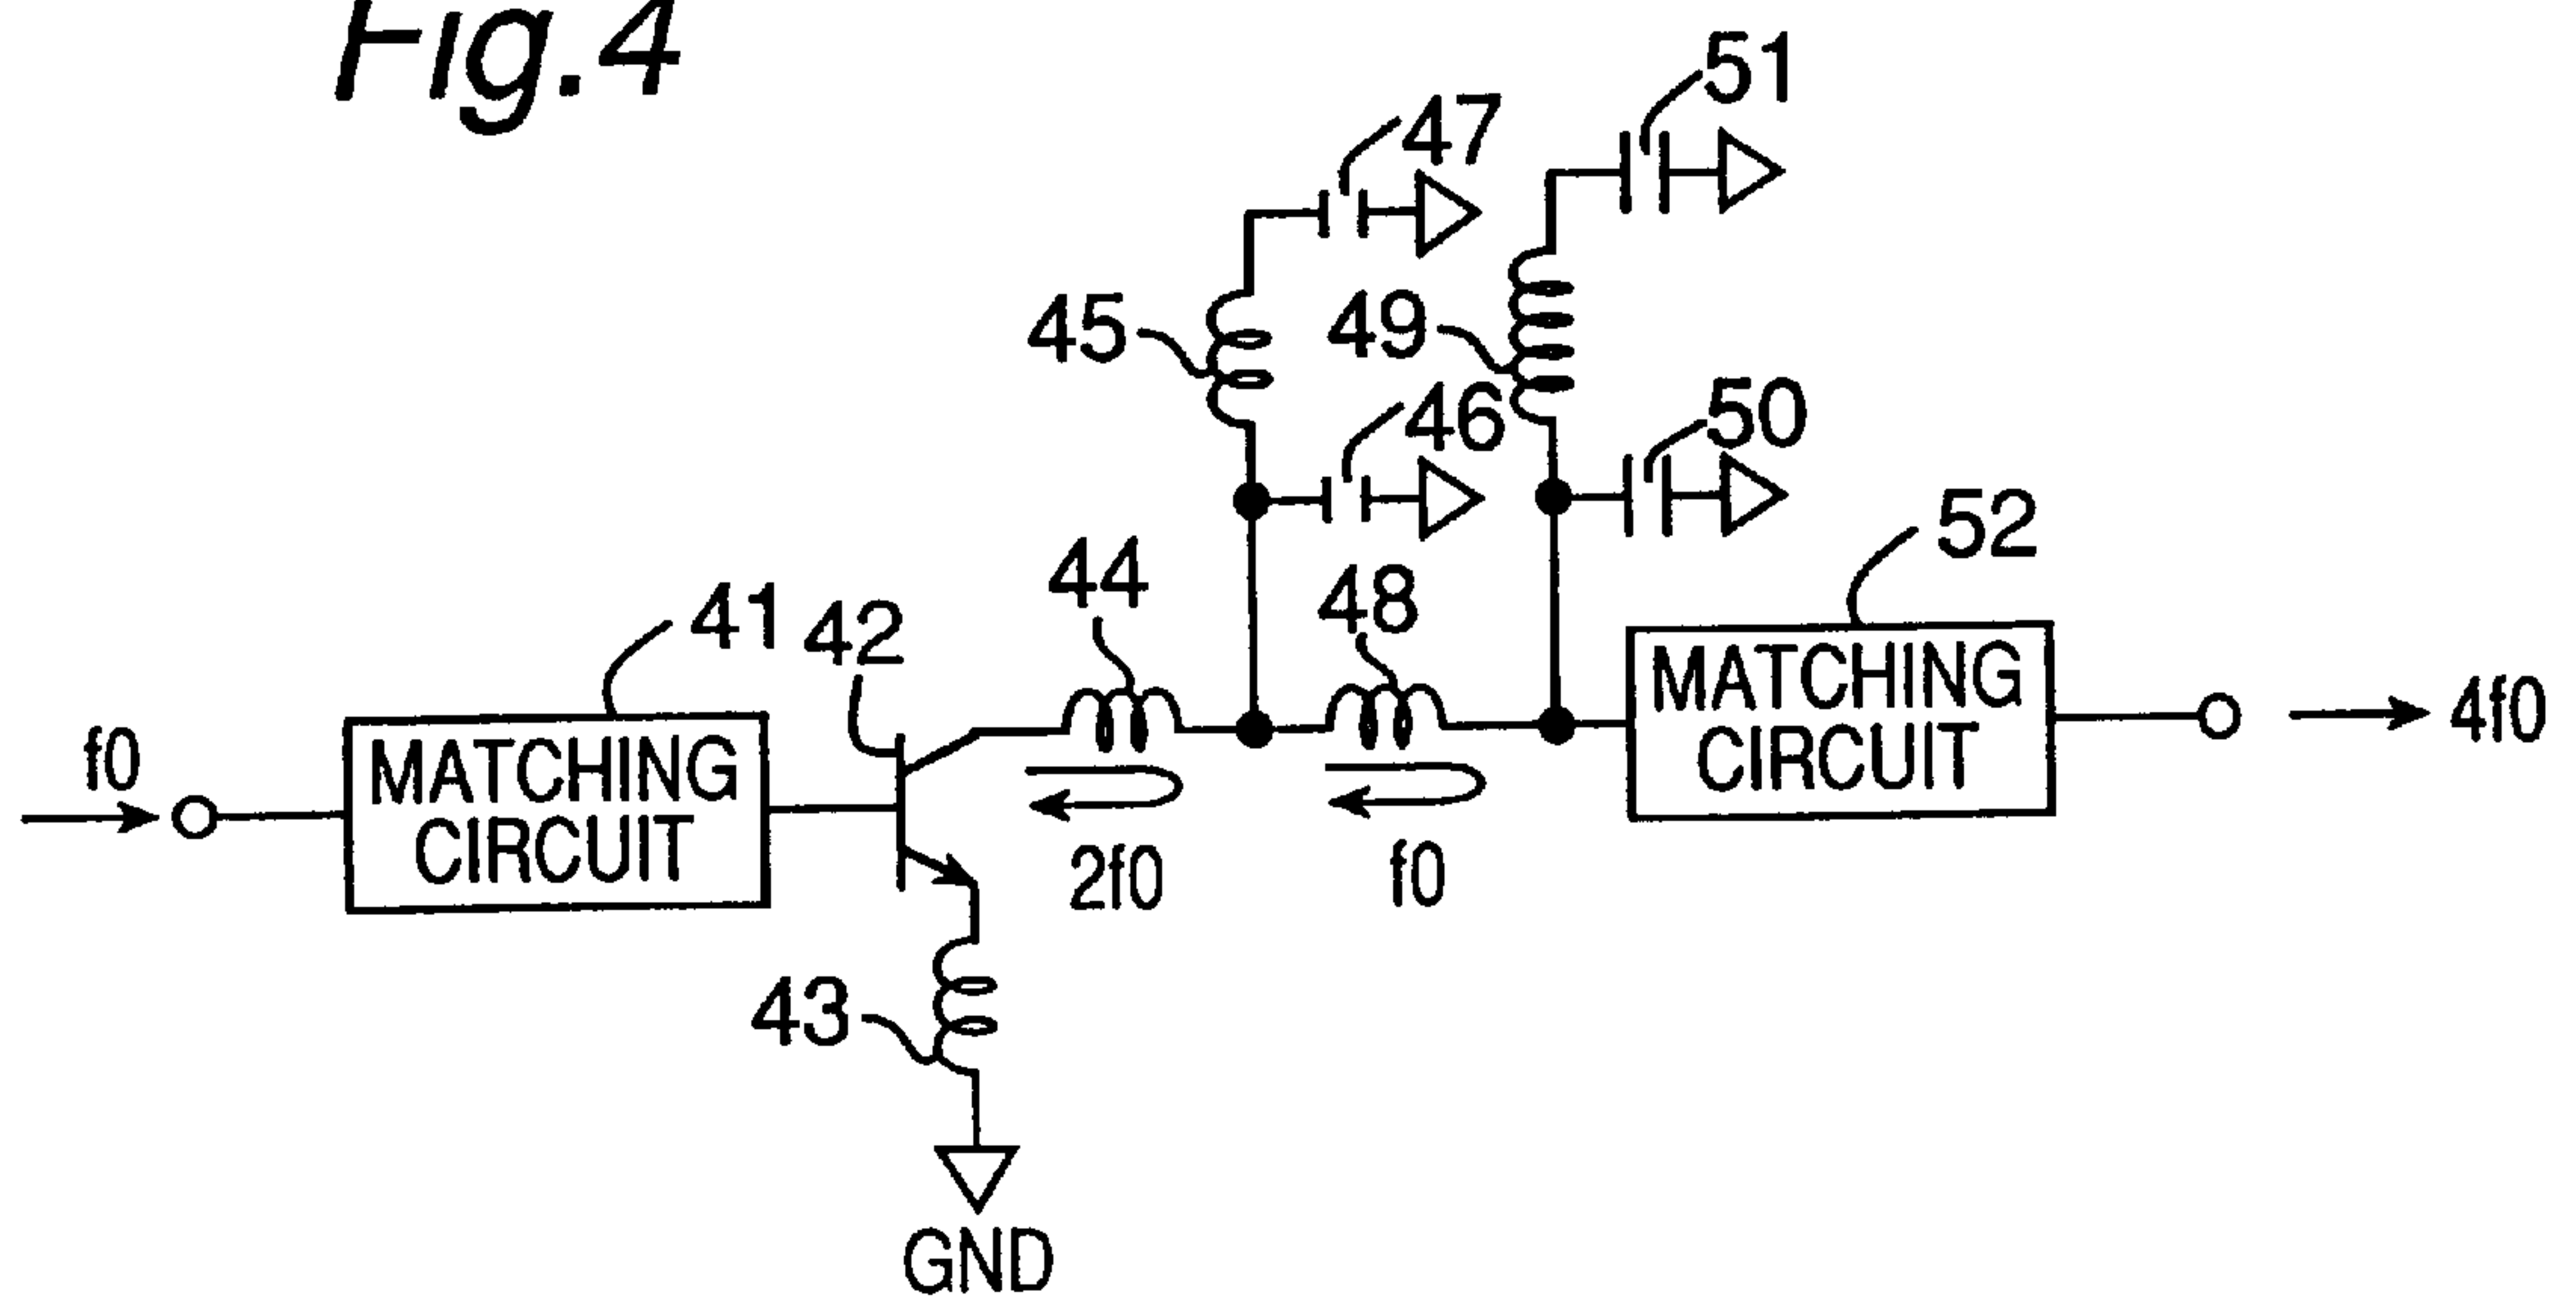 Fig.4
51
47
45
49
46
50
52
44
48
41
42
f0
MATCHING
CIRCUIT
MATCHING
CIRCUIT
4f0
2f0
f0
43
GND